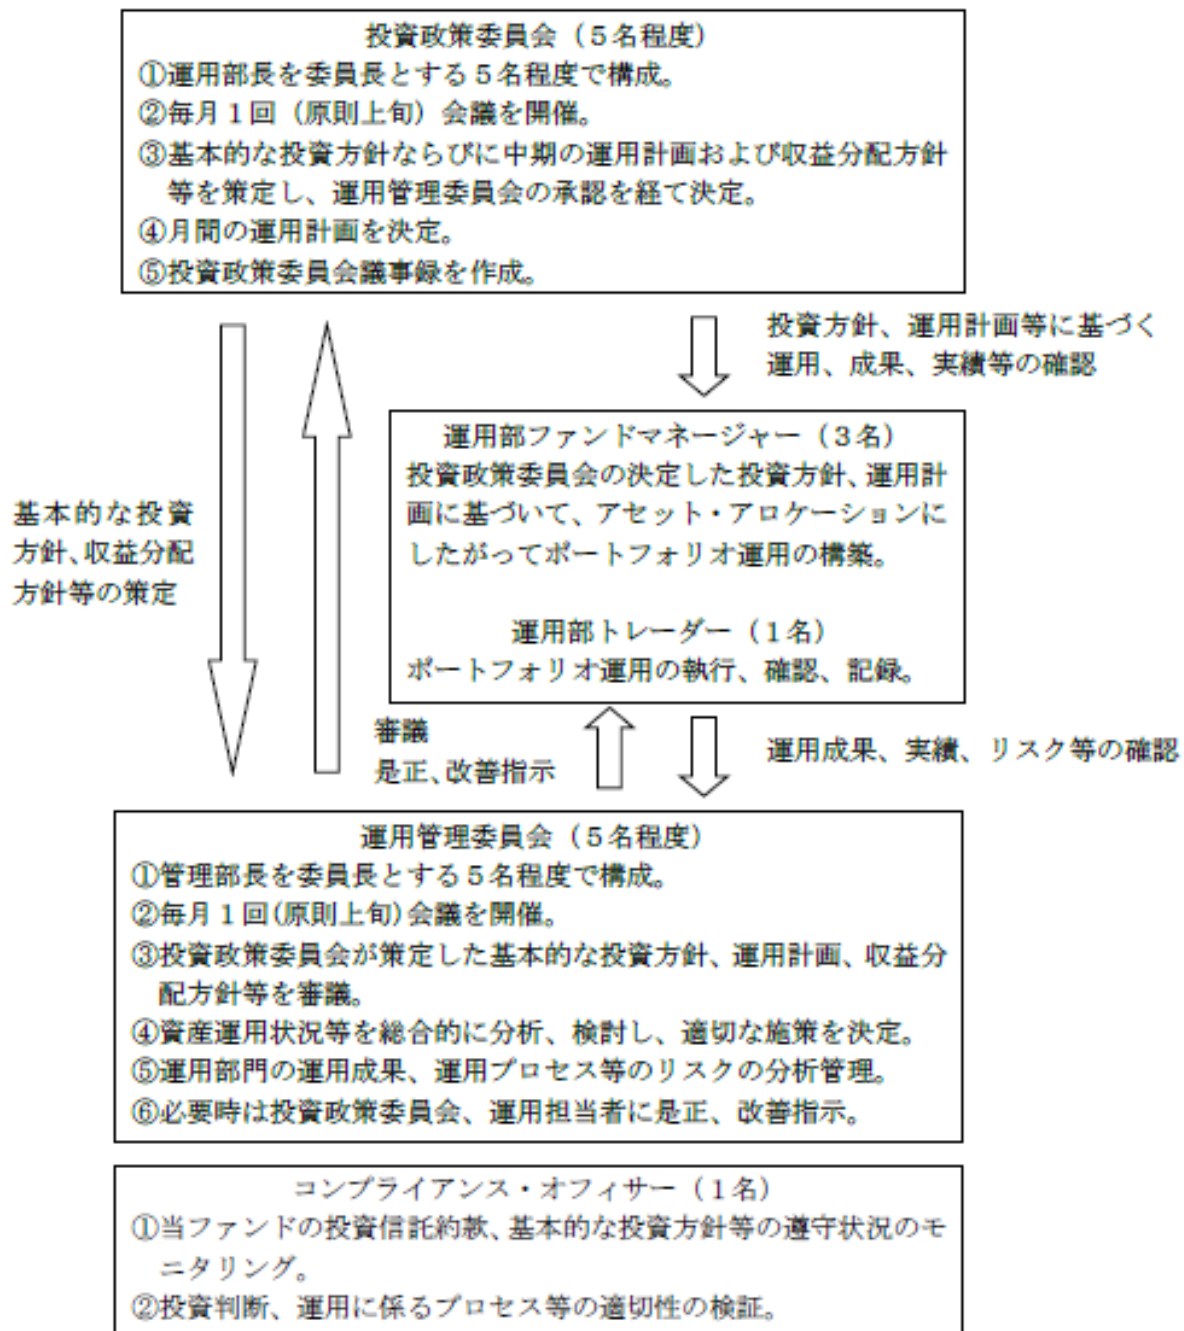 投資政策委員会（５名程度）
①運用部長を委員長とする５名程度で構成。
②毎月１回（原則上旬）会議を開催。
③基本的な投資方針ならびに中期の運用計画および収益分配方針
等を策定し、運用管理委員会の承認を経て決定。
④月間の運用計画を決定。
⑤投資政策委員会議事録を作成。
投資方針、運用計画等に基づく
運用、成果、実績等の確認
運用部ファンドマネージャー（３名）
投資政策委員会の決定した投資方針、運用計
画に基づいて、アセット・アロケーションに
したがってポートフォリオ運用の構築。
運用部トレーダー（１名）
ポートフォリオ運用の執行、確認、記録。
基本的な投資
方針、収益分配
方針等の策定
審議
是正、改善指示
運用成果、実績、リスク等の確認
運用管理委員会（５名程度）
①管理部長を委員長とする５名程度で構成。
②毎月１回(原則上旬)会議を開催。
③投資政策委員会が策定した基本的な投資方針、運用計画、収益分
配方針等を審議。
④資産運用状況等を総合的に分析、検討し、適切な施策を決定。
⑤運用部門の運用成果、運用プロセス等のリスクの分析管理。
⑥必要時は投資政策委員会、運用担当者に是正、改善指示。
コンプライアンス・オフィサー（１名）
①当ファンドの投資信託約款、基本的な投資方針等の遵守状況のモ
ニタリング。
②投資判断、運用に係るプロセス等の適切性の検証。